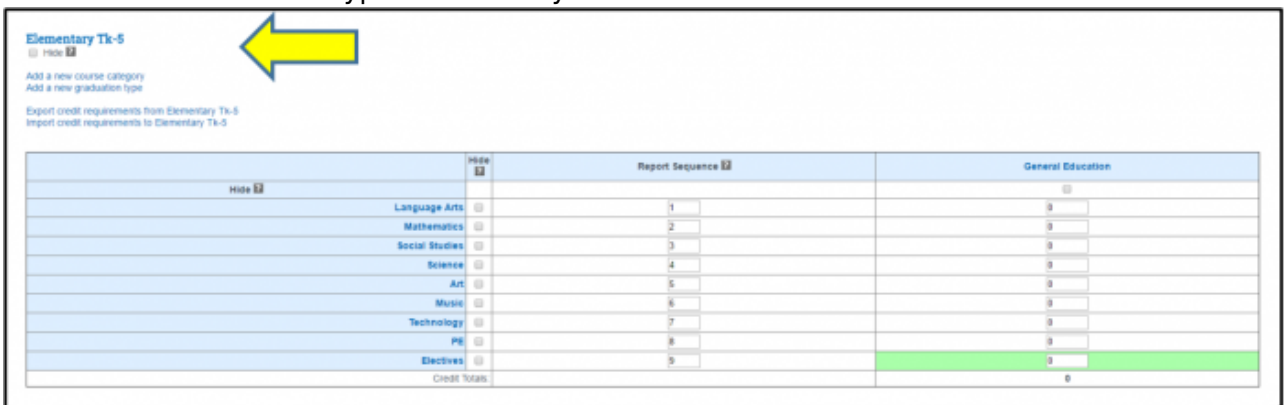 Elementary Tk-5
Hide ?
Add a new course category
Add a new graduation type
Export credit requirements from Elementary Tk-5
Import credit requirements to Elementary Tk-5
Hide ? Report Sequence ? General Education
Hide ?
Language Arts 1 0
Mathematics 2 0
Social Studies 3 0
Science 4 0
Art 5 0
Music 6 0
Technology 7 0
PE 8 0
Electives 9 0
Credit Totals: 0